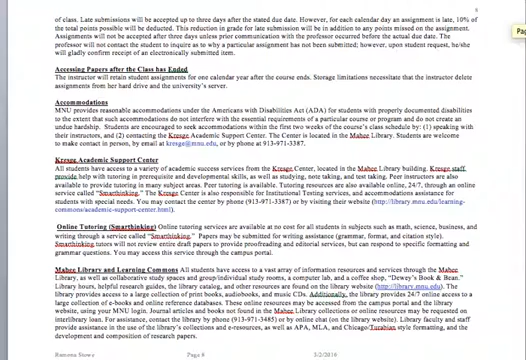 of class. Late submissions will be accepted up to three days after the stated due date. However, for each calendar day an assignment is late, 10% of
the total points possible will be deducted. This reduction in grade for late submission will be in addition to any points missed on the assignment.
Assignments will not be accepted after three days unless prior communication with the professor occurred before the actual due date. The
professor will not contact the student to inquire as to why a particular assignment has not been submitted; however, upon student request, he/she
will gladly confirm receipt of an electronically submitted item.
Accessing Papers after the Class has Ended
The instructor will retain student assignments for one calendar year after the course ends. Storage limitations necessitate that the instructor delete
assignments from her hard drive and the university's server.
Accommodations
MNU provides reasonable accommodations under the Americans with Disabilities Act (ADA) for students with properly documented disabilities
to the extent that such accommodations do not interfere with the essential requirements of a particular course or program and do not create an
undue hardship. Students are encouraged to seek accommodations within the first two weeks of the course schedule by: (1) speaking with
their instructors, and (2) contacting the Kresge Academic Support Center. The Center is located in the Mabee Library. Students are welcome
to make contact in person, by email at kresge@mnu.edu, or by phone at 913-971-3387.
Kresge Academic Support Center
All students have access to a variety of academic success services from the Kresge Center, located in the Mabee Library building. Kresge staff
provide help with tutoring in prerequisite and developmental skills, as well as studying, note taking, and test taking. Peer instructors are also
available to provide tutoring in many subject areas. Peer tutoring is available. Tutoring resources are also available online, 24/7, through an online
service called "Smarthinking." The Kresge Center is also responsible for Institutional Testing services, and accommodations assistance for
students with special needs. You may contact the center by phone (913-971-3387) or by visiting their website (http://library.mnu.edu/learning-
commons/academic-support-center.html).
Online Tutoring (Smarthinking) Online tutoring services are available at no cost for all students in subjects such as math, science, business, and
writing through a service called "Smarthinking." Papers may be submitted for writing assistance (grammar, format, and citation style).
Smarthinking tutors will not review entire draft papers to provide proofreading and editorial services, but can respond to specific formatting and
grammar questions. You may access this service through the campus portal.
Mabee Library and Learning Commons All students have access to a vast array of information resources and services through the Mabee
Library, as well as collaborative study spaces and group/individual study rooms, a computer lab, and a coffee shop, "Dewey's Book & Bean."
Library hours, helpful research guides, the library catalog, and other resources are found on the library website (http://library.mnu.edu). The
library provides access to a large collection of print books, audiobooks, and music CDs. Additionally, the library provides 24/7 online access to a
large collection of e-books and online reference databases. These online resources may be accessed from the campus portal and the library
website, using your MNU login. Journal articles and books not found in the Mabee Library collections or online resources may be requested on
interlibrary loan. For assistance, contact the library by phone (913-971-3485) or by online chat (on the library website). Library faculty and staff
provide assistance in the use of the library's collections and e-resources, as well as APA, MLA, and Chicago/Turabian style formatting, and the
development and composition of research papers.
Ramona Stowe Page 6 3/2/2016
Pag